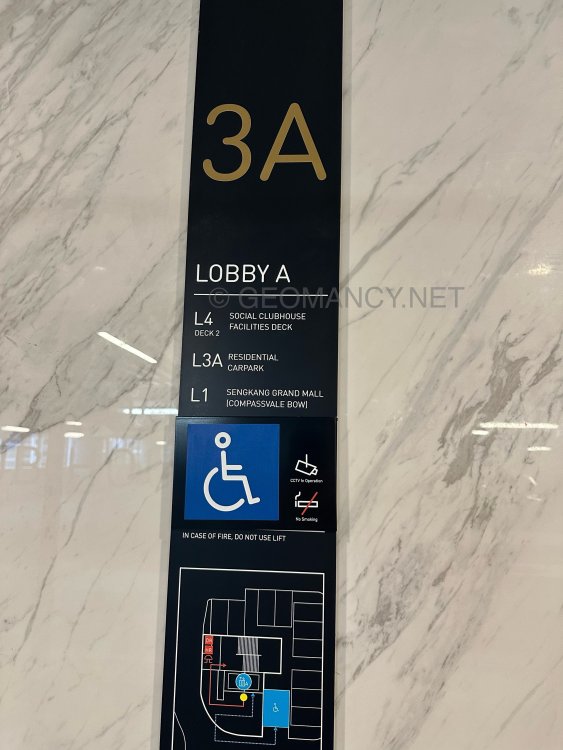 3A
LOBBY A
© GEOMANCY.NET
L4 SOCIAL CLUBHOUSE
DECK 2 FACILITIES DECK
L3A RESIDENTIAL
CARPARK
L1 SENGKANG GRAND MALL
(COMPASSVALE BOW)
CCTV In Operation
No Smoking
IN CASE OF FIRE, DO NOT USE LIFT